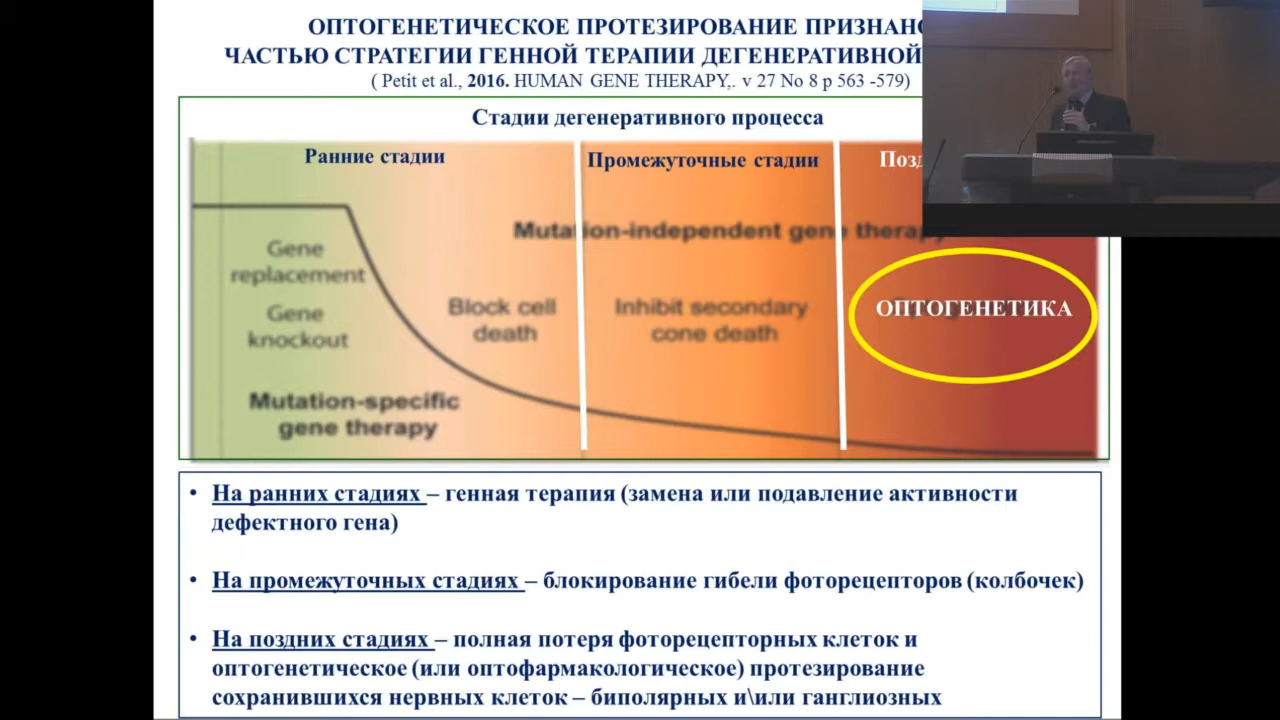 ОПТОГЕНЕТИЧЕСКОЕ ПРОТЕЗИРОВАНИЕ
ЧАСТЬЮ СТРАТЕГИИ ГЕННОЙ ТЕРАПИИ ДЕГЕНЕРАТИВНОЙ
( Petit et al., 2016. HUMAN GENE THERAPY,. v 27 No 8 p 563 -579)
Стадии дегенеративного процесса
Ранние стадии
Промежуточные стадии
Mutation-independent gene therapy
Gene
replacement
Gene
knockout
Block cell
death
Inhibit secondary
cone death
ОПТОГЕНЕТИКА
Mutation-specific
gene therapy
• На ранних стадиях – генная терапия (замена или подавление активности
дефектного гена)
• На промежуточных стадиях – блокирование гибели фоторецепторов (колбочек)
• На поздних стадиях – полная потеря фоторецепторных клеток и
оптогенетическое (или оптофармакологическое) протезирование
сохранившихся нервных клеток – биполярных и\или ганглиозных